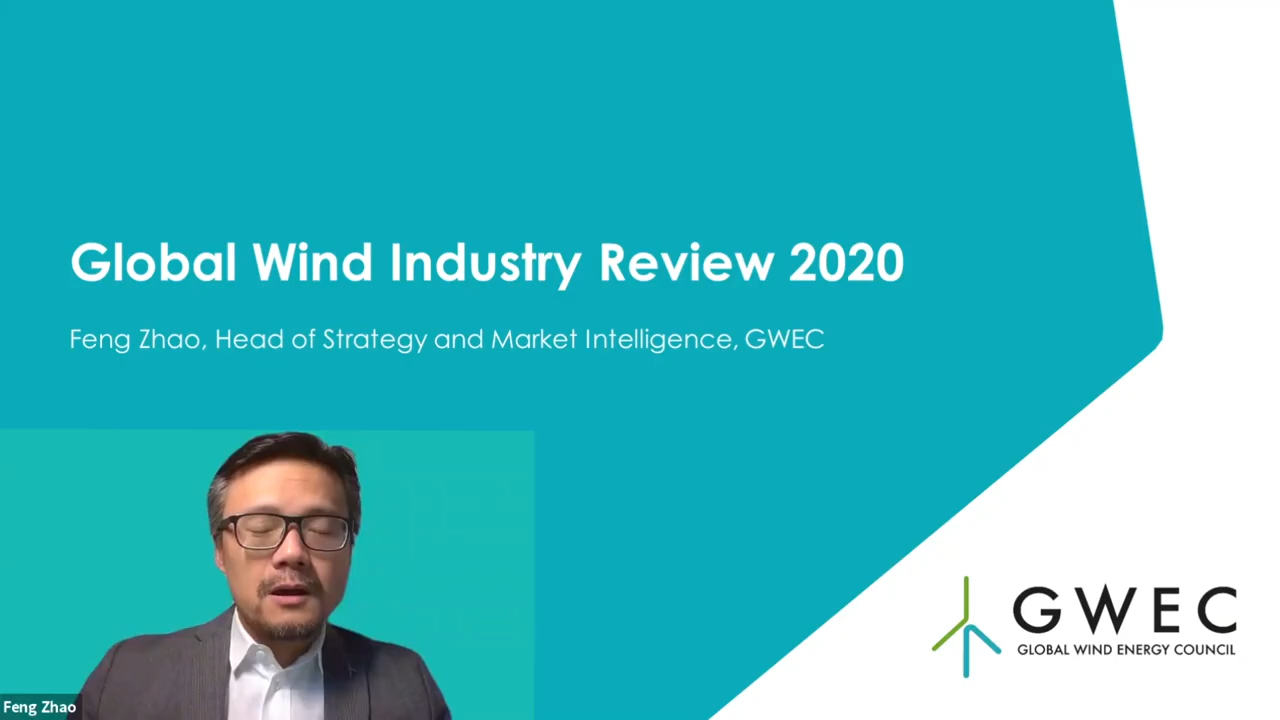 Global Wind Industry Review 2020
Feng Zhao, Head of Strategy and Market Intelligence, GWEC
GWEC
GLOBAL WIND ENERGY COUNCIL
Feng Zhao